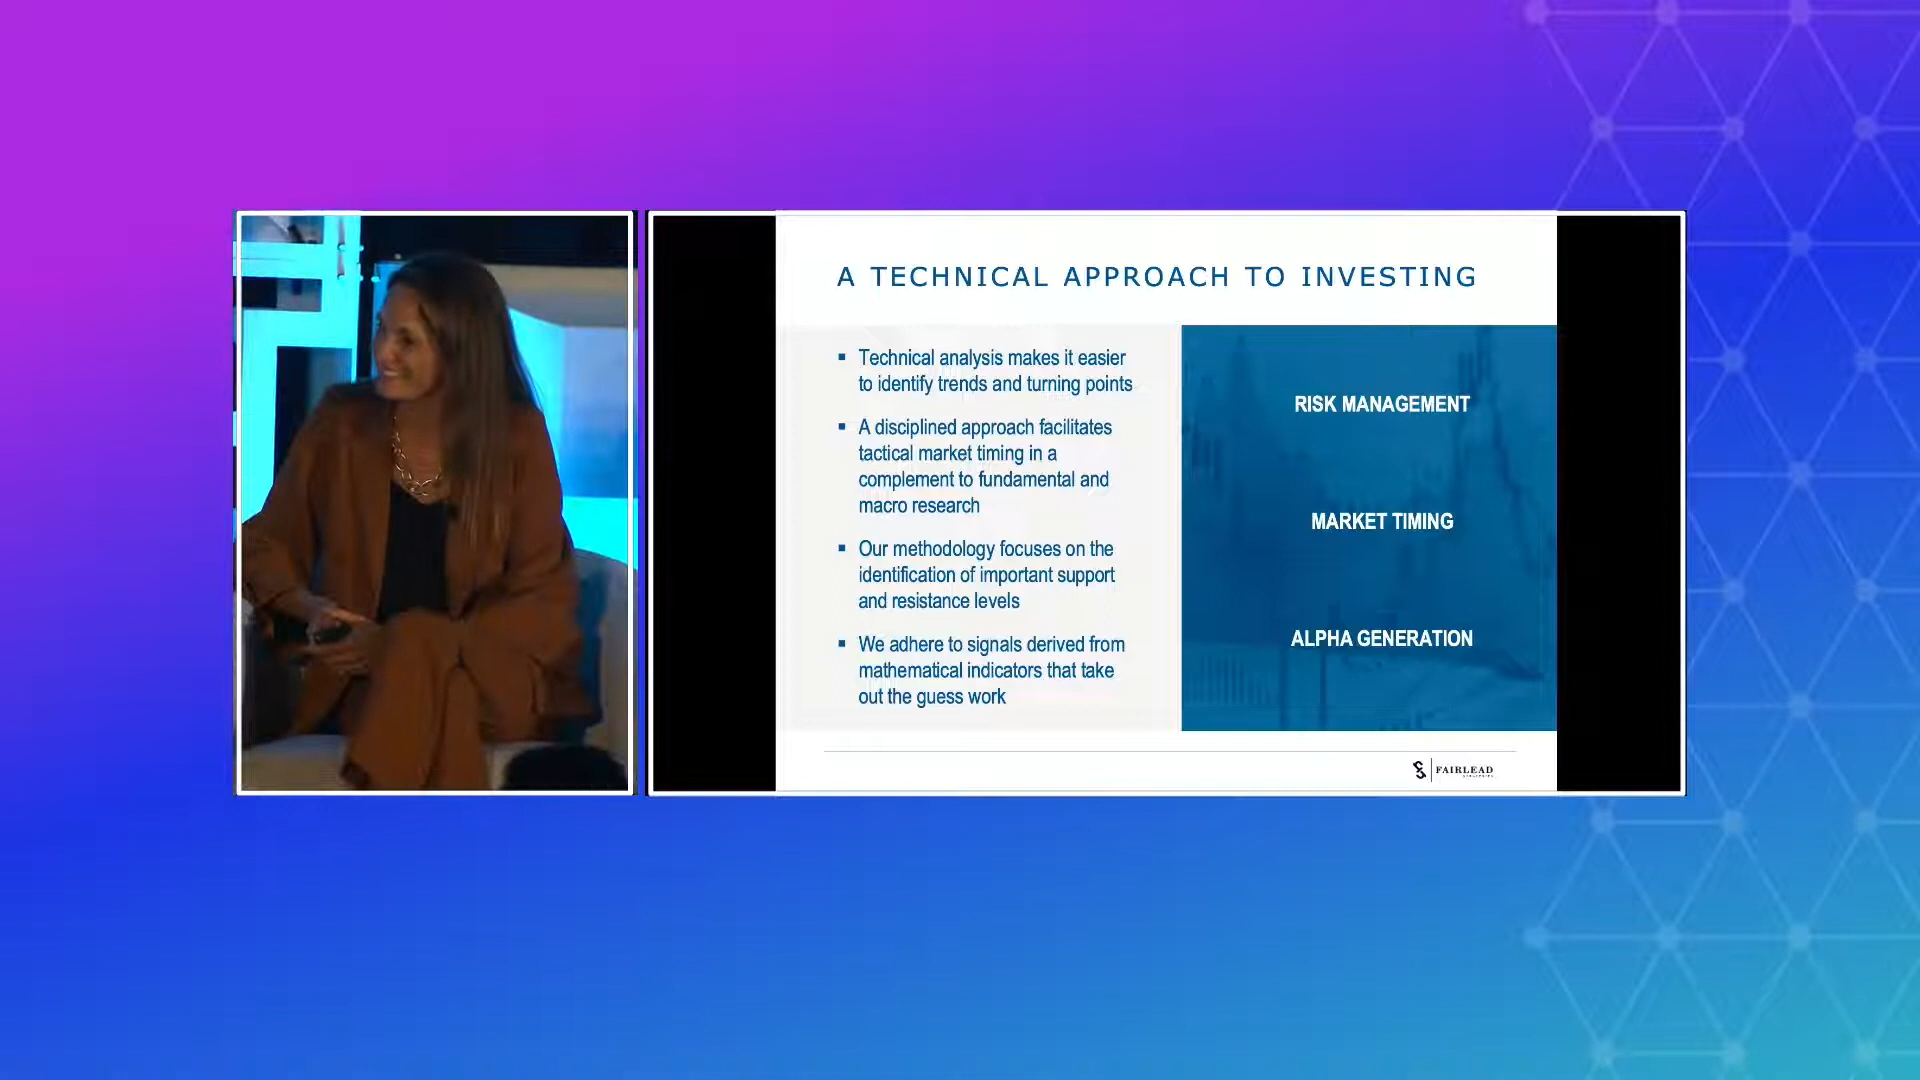 A TECHNICAL APPROACH TO INVESTING
▪ Technical analysis makes it easier
to identify trends and turning points
▪ A disciplined approach facilitates
tactical market timing in a
complement to fundamental and
macro research
▪ Our methodology focuses on the
identification of important support
and resistance levels
▪ We adhere to signals derived from
mathematical indicators that take
out the guess work
RISK MANAGEMENT
MARKET TIMING
ALPHA GENERATION
FAIRLEAD